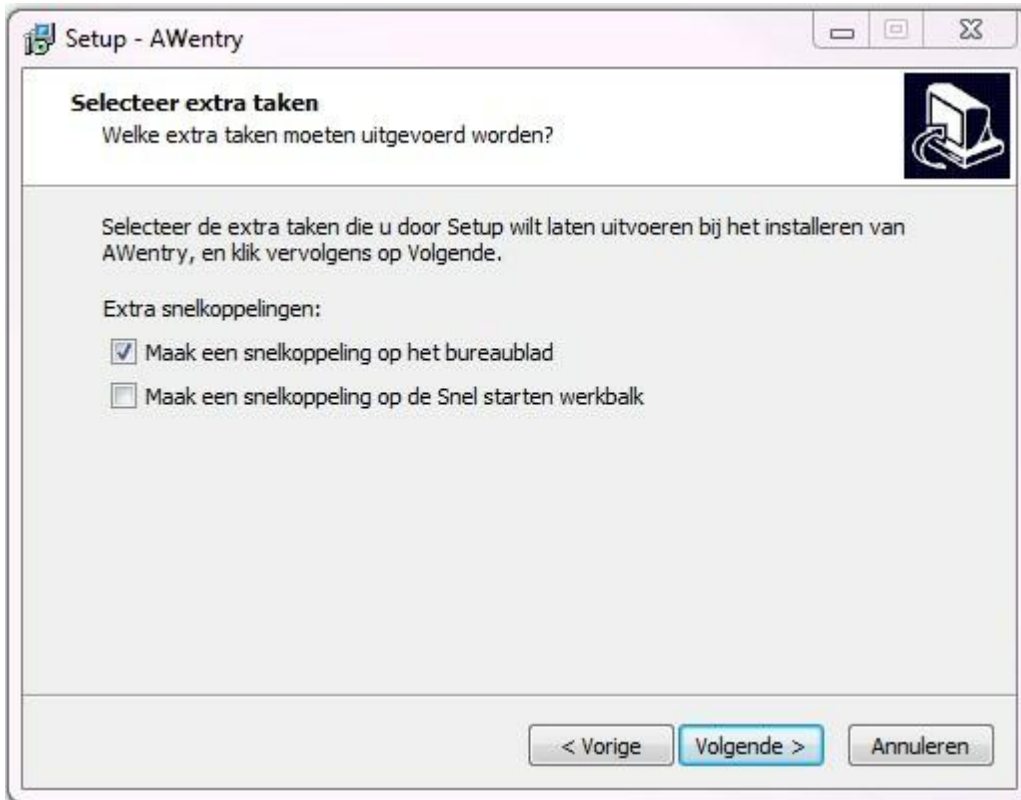 Setup - AWentry
Selecteer extra taken
Welke extra taken moeten uitgevoerd worden?
Selecteer de extra taken die u door Setup wilt laten uitvoeren bij het installeren van
AWentry, en klik vervolgens op Volgende.
Extra snelkoppelingen:
Maak een snelkoppeling op het bureaublad
Maak een snelkoppeling op de Snel starten werkbalk
< Vorige
Volgende >
Annuleren